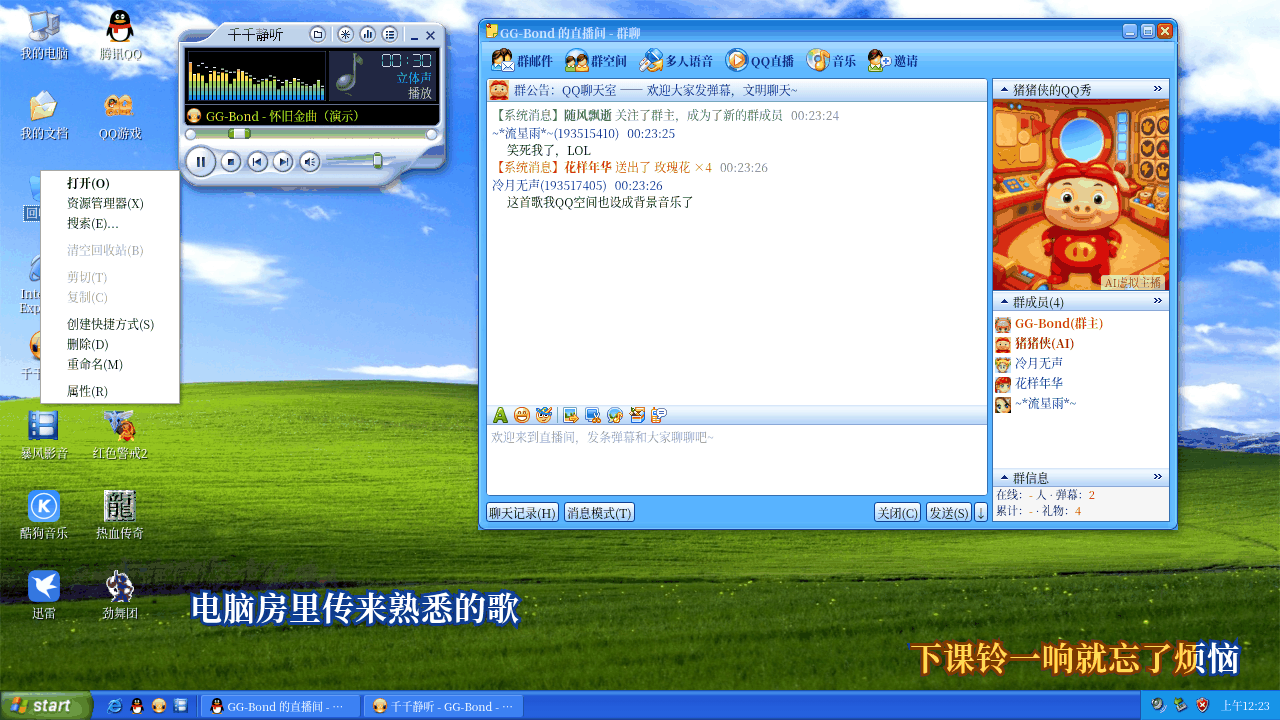 我的电脑
腾讯QQ
我的文档
QQ游戏
打开(O)
资源管理器(X)
搜索(E)...
清空回收站(B)
剪切(T)
复制(C)
创建快捷方式(S)
删除(D)
重命名(M)
属性(R)
暴风影音
红色警戒2
酷狗音乐
热血传奇
迅雷
劲舞团
千千静听
00:30
立体声
播放
GG-Bond - 怀旧金曲（演示）
GG-Bond 的直播间 - 群聊
群邮件
群空间
多人语音
QQ直播
音乐
邀请
群公告：QQ聊天室 —— 欢迎大家发弹幕，文明聊天~
【系统消息】随风飘逝 关注了群主，成为了新的群成员 00:23:24
~*流星雨*~(193515410) 00:23:25
笑死我了，LOL
【系统消息】花样年华 送出了 玫瑰花 ×4 00:23:26
冷月无声(193517405) 00:23:26
这首歌我QQ空间也设成背景音乐了
欢迎来到直播间，发条弹幕和大家聊聊吧~
聊天记录(H)
消息模式(T)
关闭(C)
发送(S)
↓
猪猪侠的QQ秀
AI虚拟主播
群成员(4)
GG-Bond(群主)
猪猪侠(AI)
冷月无声
花样年华
~*流星雨*~
群信息
在线：- 人 · 弹幕：2
累计：- · 礼物：4
电脑房里传来熟悉的歌
下课铃一响就忘了烦恼
start
GG-Bond 的直播间 - ···
千千静听 - GG-Bond - ···
上午12:23